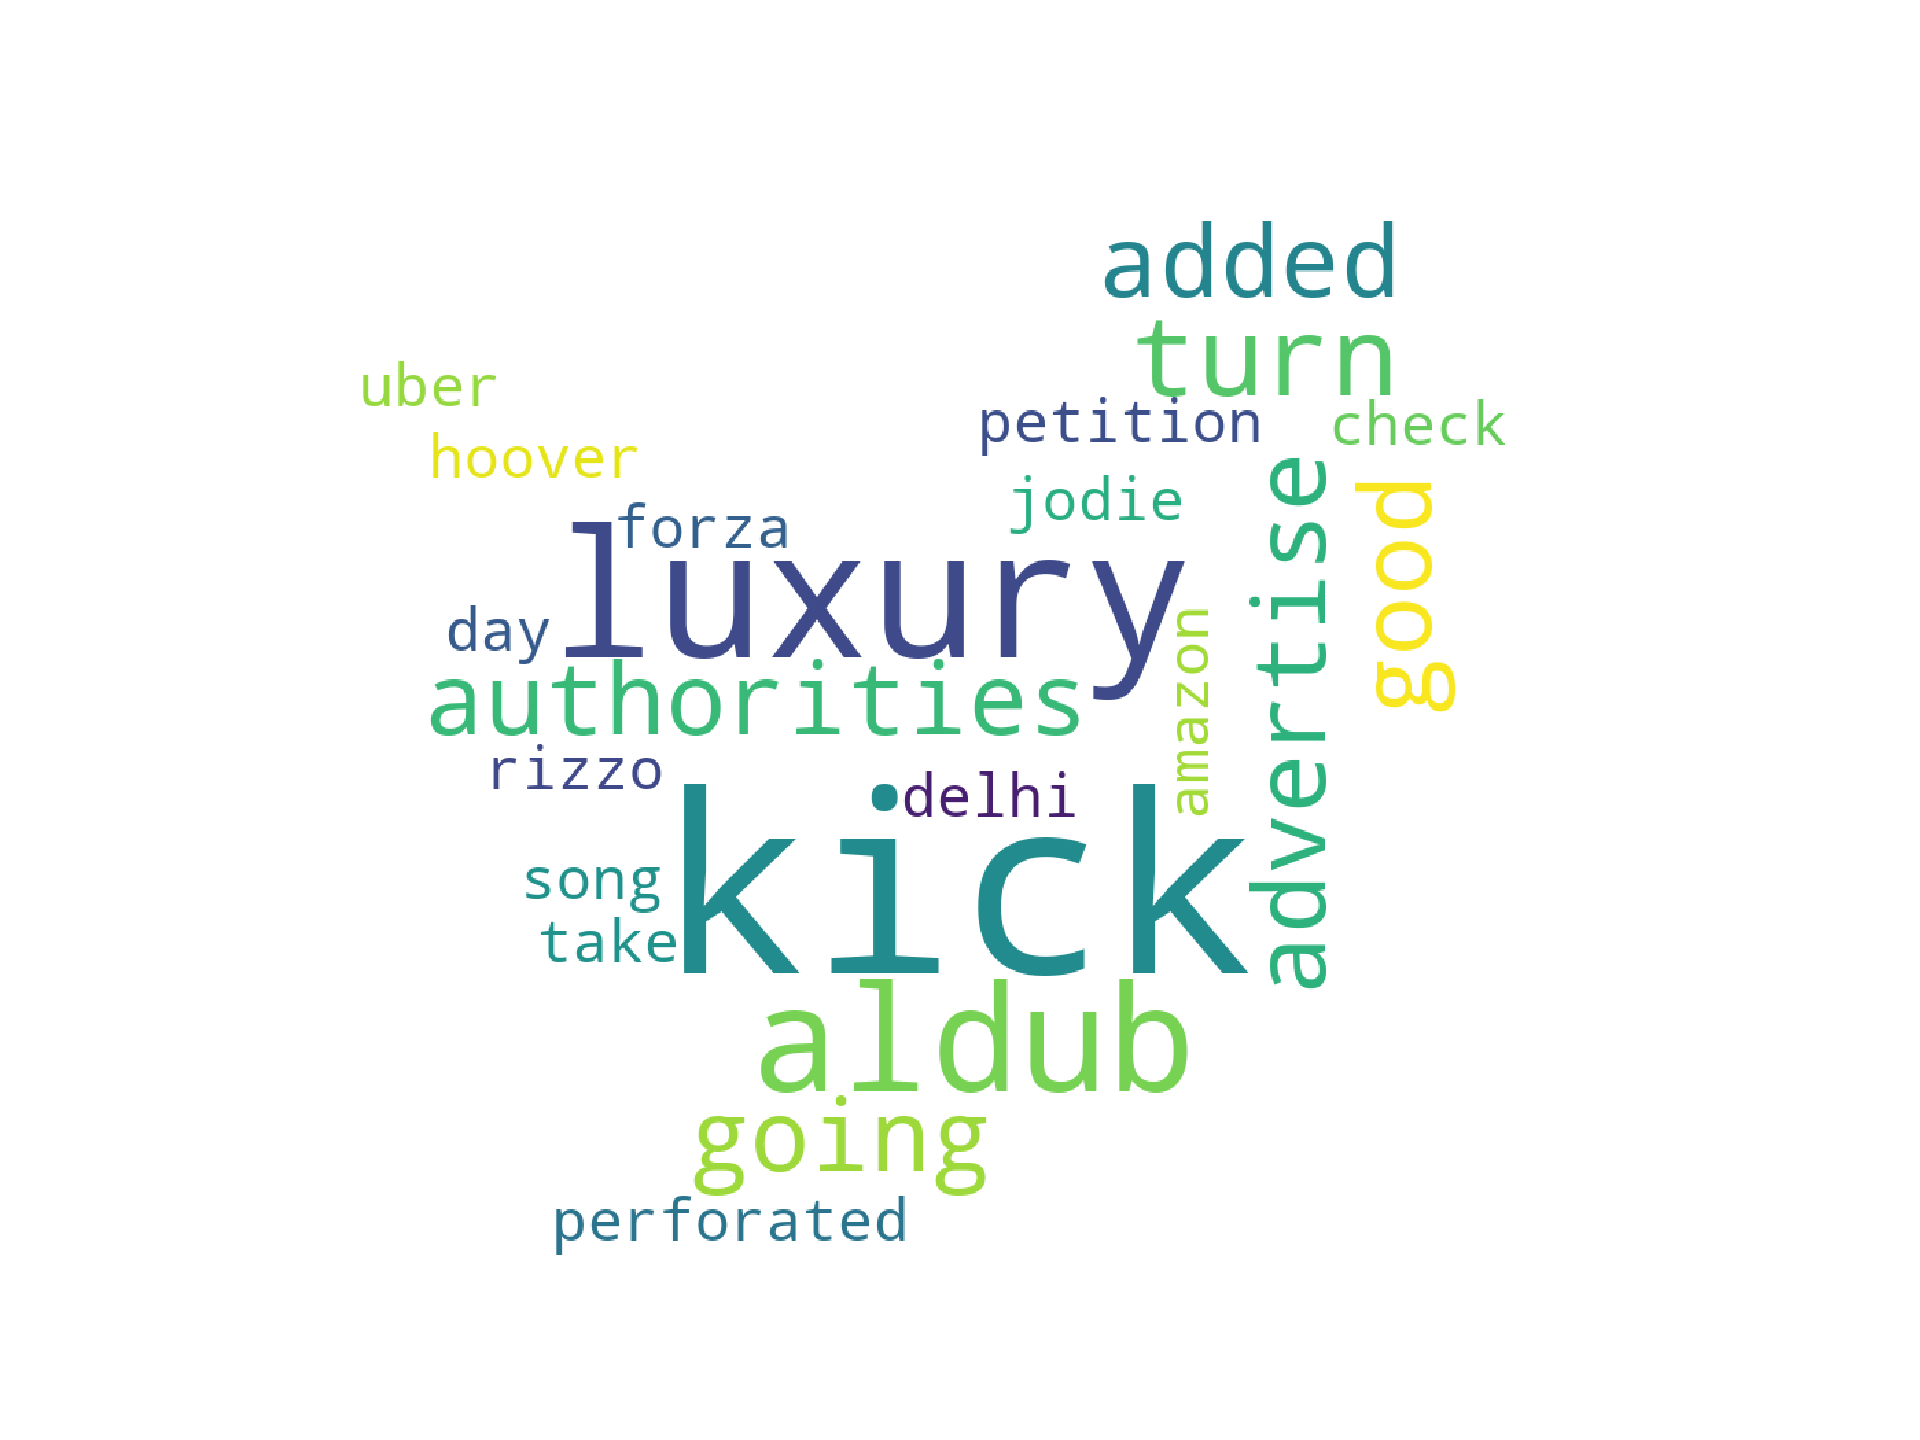 added
turn
uber
petition
check
hoover
jodie
forza
luxury
advertise
good
day
amazon
authorities
rizzo
delhi
kick
song
take
aldub
going
perforated